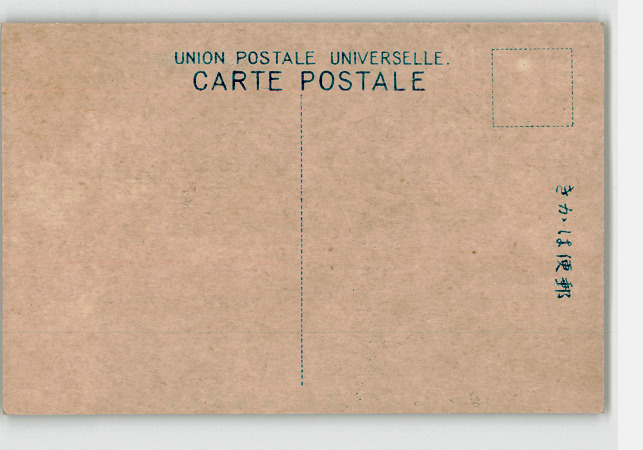 UNION POSTALE UNIVERSELLE.
CARTE POSTALE
きかは便郵